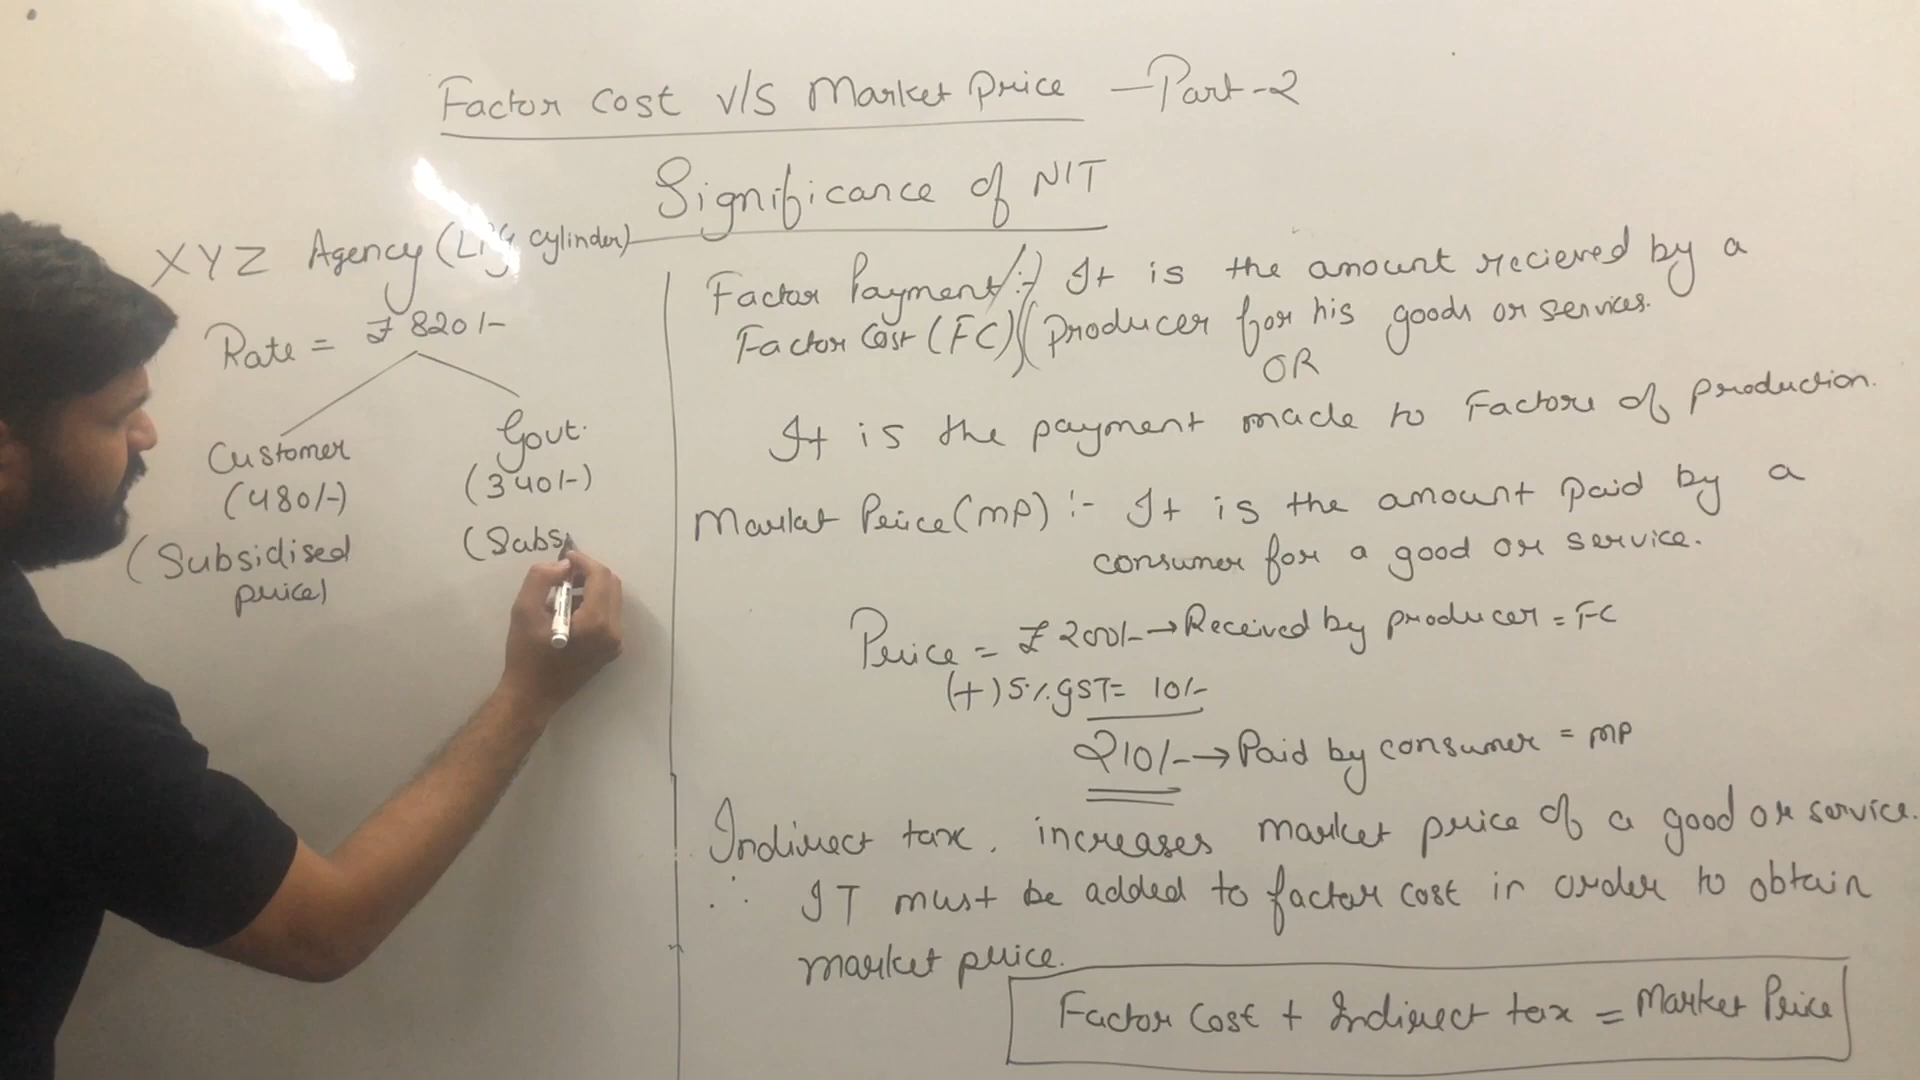 Factor Cost v/s Market Price - Part-2
Significance of NIT
XYZ Agency (LPG cylinder)
Rate = ₹ 820/-
Customer
(480/-)
(Subsidised
price)
Govt.
(340/-)
(Subs
Factor Payment/:-) It is the amount recieved by a
Factor Cost (FC) Producer for his goods or services.
OR
It is the payment made to Factors of production.
Market Price (MP) :- It is the amount paid by a
consumer for a good or service.
Price = ₹ 200/- → Received by producer = FC
(+) 5% GST = 10/-
210/- → Paid by consumer = MP
Indirect tax, increases market price of a good or service.
∴ IT must be added to factor cost in order to obtain
market price.
Factor Cost + Indirect tax = Market Price